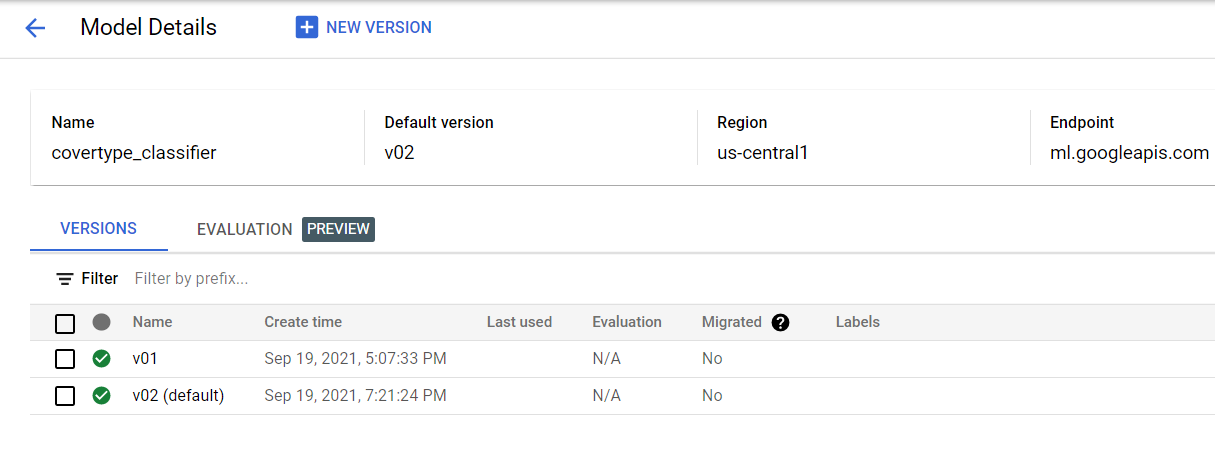 Model Details NEW VERSION
Name Default version Region Endpoint
covertype_classifier v02 us-central1 ml.googleapis.com
VERSIONS EVALUATION PREVIEW
Filter Filter by prefix...
Name Create time Last used Evaluation Migrated ? Labels
v01 Sep 19, 2021, 5:07:33 PM N/A No
v02 (default) Sep 19, 2021, 7:21:24 PM N/A No